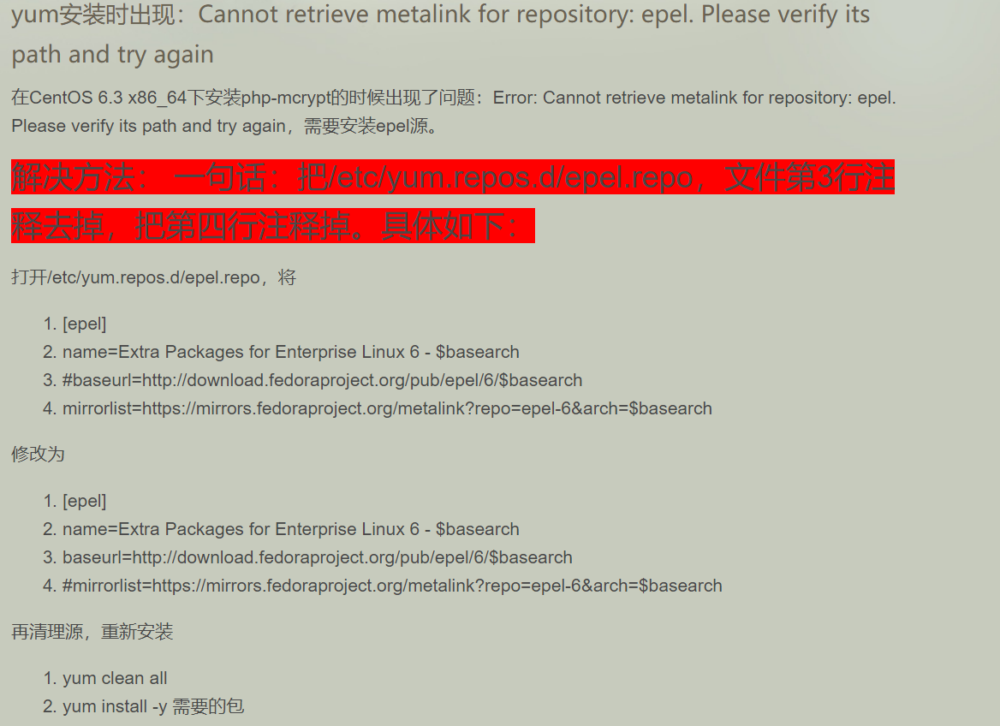 yum安装时出现：Cannot retrieve metalink for repository: epel. Please verify its
path and try again
在CentOS 6.3 x86_64下安装php-mcrypt的时候出现了问题：Error: Cannot retrieve metalink for repository: epel.
Please verify its path and try again，需要安装epel源。
解决方法： 一句话：把/etc/yum.repos.d/epel.repo，文件第3行注
释去掉，把第四行注释掉。具体如下：
打开/etc/yum.repos.d/epel.repo，将
1. [epel]
2. name=Extra Packages for Enterprise Linux 6 - $basearch
3. #baseurl=http://download.fedoraproject.org/pub/epel/6/$basearch
4. mirrorlist=https://mirrors.fedoraproject.org/metalink?repo=epel-6&arch=$basearch
修改为
1. [epel]
2. name=Extra Packages for Enterprise Linux 6 - $basearch
3. baseurl=http://download.fedoraproject.org/pub/epel/6/$basearch
4. #mirrorlist=https://mirrors.fedoraproject.org/metalink?repo=epel-6&arch=$basearch
再清理源，重新安装
1. yum clean all
2. yum install -y 需要的包